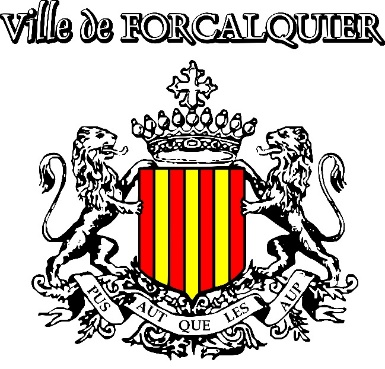 Ville de FORCALQUIER
PUS AUT QUE LES AUP